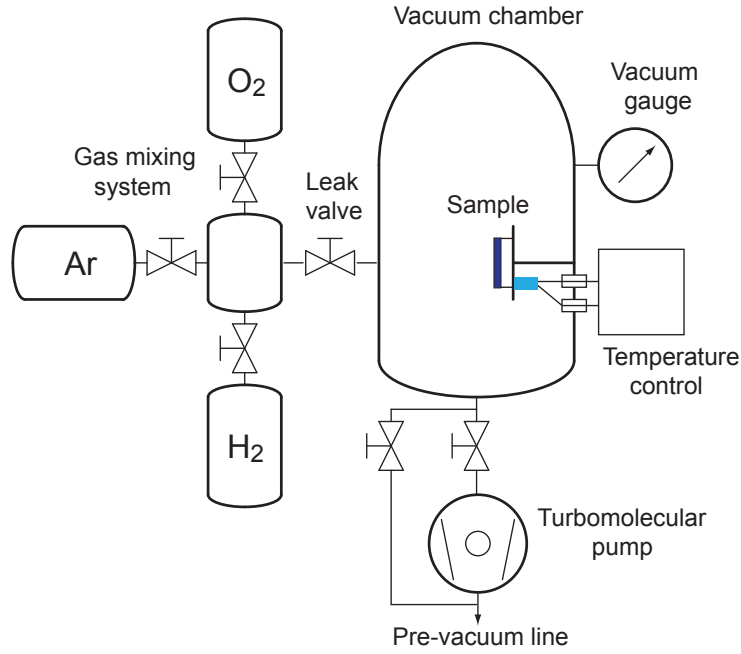 Vacuum chamber
O2
Vacuum
gauge
Gas mixing
system
Leak
valve
Sample
Ar
Temperature
control
H2
Turbomolecular
pump
Pre-vacuum line